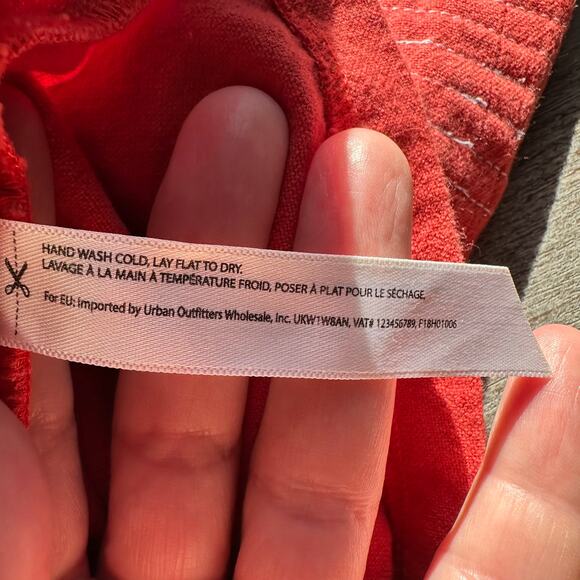 HAND WASH COLD, LAY FLAT TO DRY.
LAVAGE À LA MAIN À TEMPÉRATURE FROID, POSER À PLAT POUR LE SÉCHAGE,
For EU: Imported by Urban Outfitters Wholesale, Inc. UKW1W8AN, VAT# 123456789, F18H01006